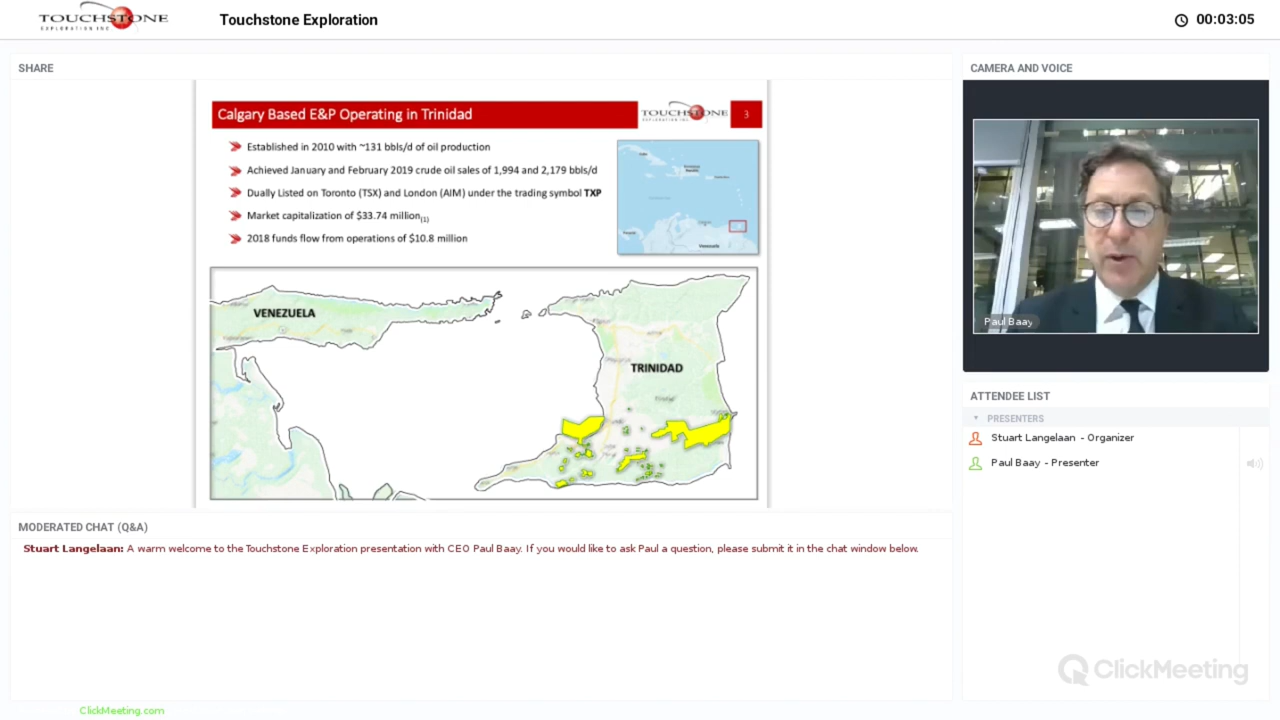 TOUCHSTONE
EXPLORATION INC
Touchstone Exploration
00:03:05
SHARE
Calgary Based E&P Operating in Trinidad
TOUCHSTONE
EXPLORATION INC
3
Established in 2010 with ~131 bbls/d of oil production
Achieved January and February 2019 crude oil sales of 1,994 and 2,179 bbls/d
Dually Listed on Toronto (TSX) and London (AIM) under the trading symbol TXP
Market capitalization of $33.74 million(1)
2018 funds flow from operations of $10.8 million
Venezuela
VENEZUELA
TRINIDAD
CAMERA AND VOICE
Paul Baay
ATTENDEE LIST
PRESENTERS
Stuart Langelaan - Organizer
Paul Baay - Presenter
MODERATED CHAT (Q&A)
Stuart Langelaan: A warm welcome to the Touchstone Exploration presentation with CEO Paul Baay. If you would like to ask Paul a question, please submit it in the chat window below.
ClickMeeting
ClickMeeting.com